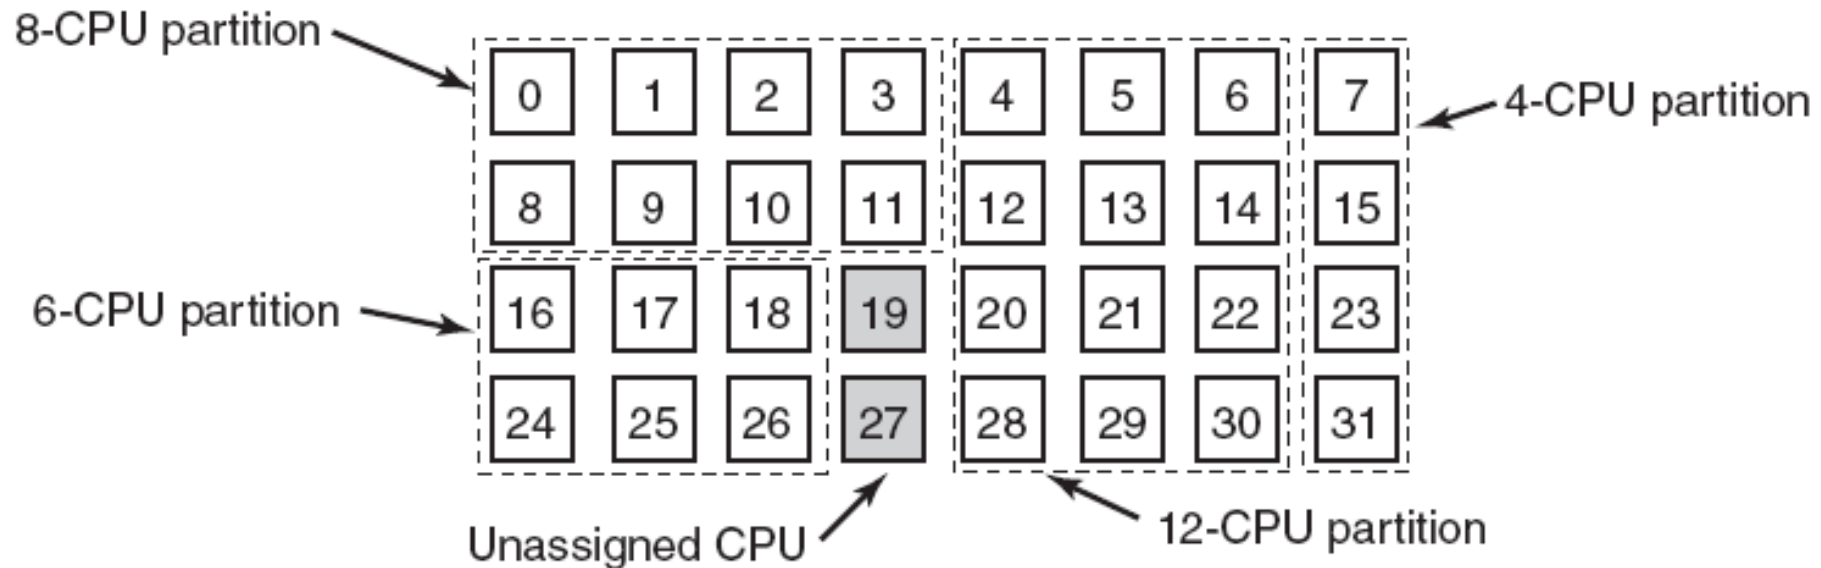 8-CPU partition
0 1 2 3 4 5 6 7
4-CPU partition
8 9 10 11 12 13 14 15
6-CPU partition
16 17 18 19 20 21 22 23
24 25 26 27 28 29 30 31
Unassigned CPU
12-CPU partition